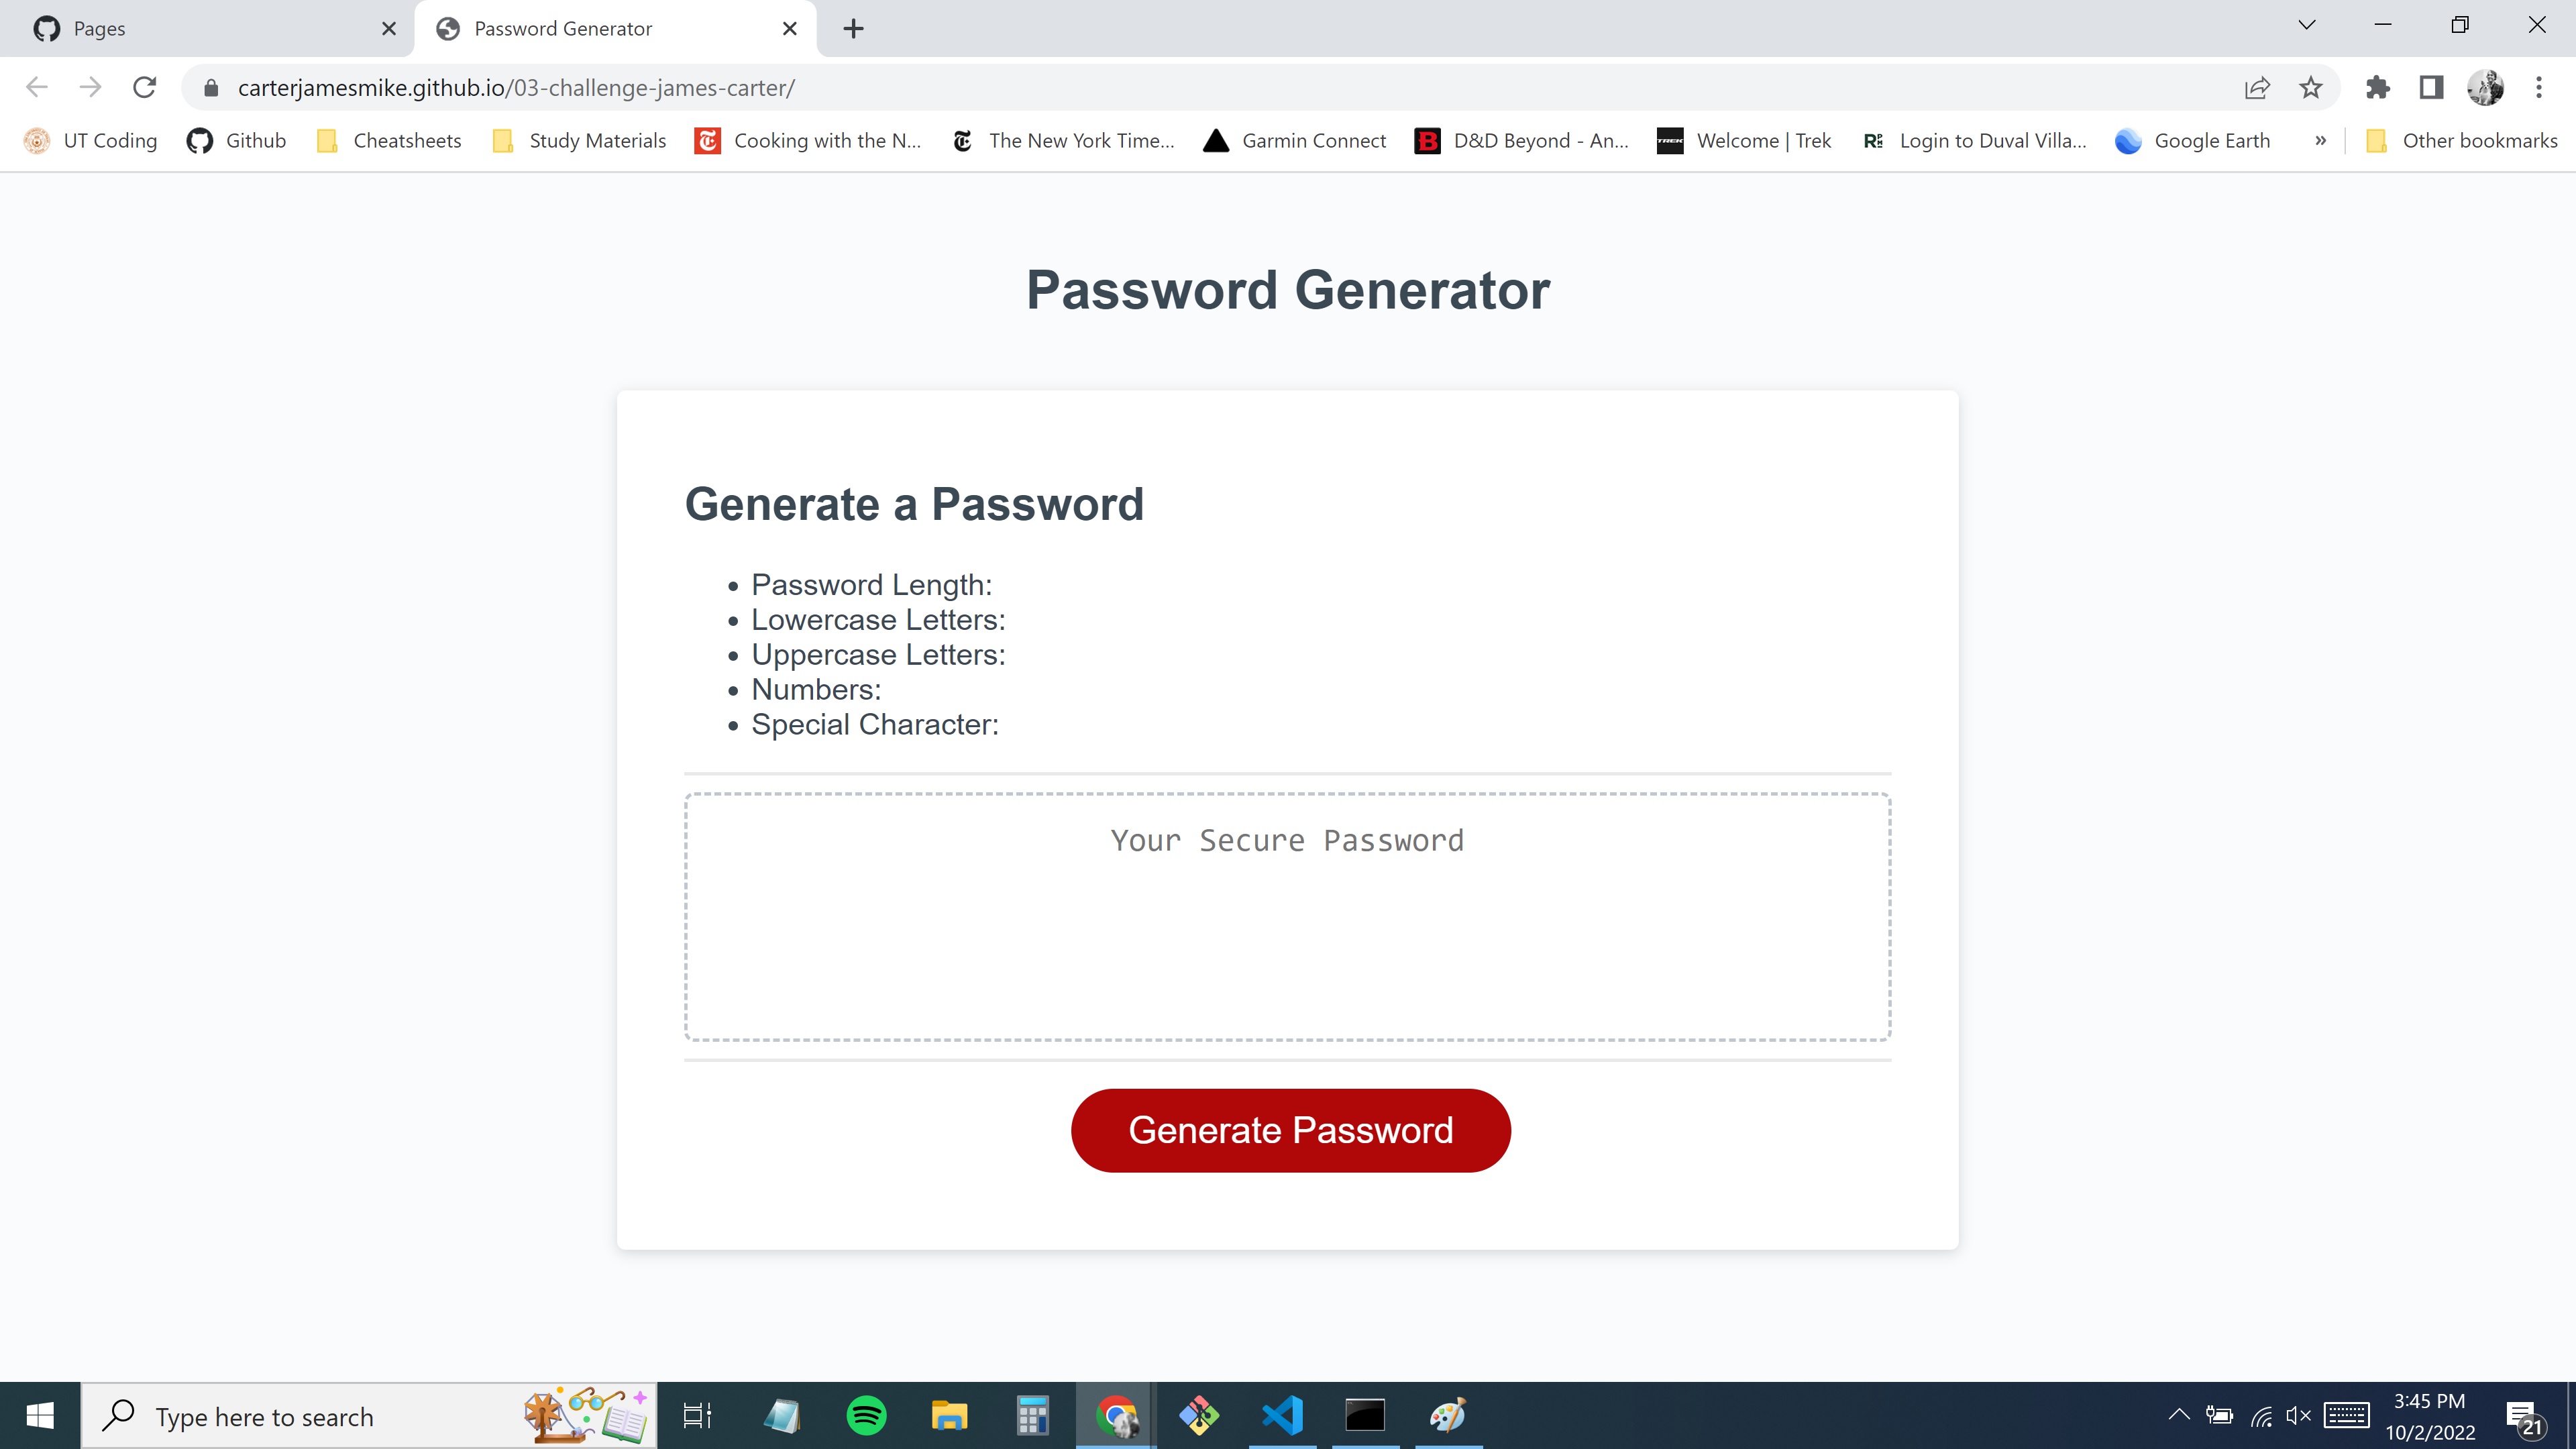 Pages
Password Generator
carterjamesmike.github.io/03-challenge-james-carter/
UT Coding
Github
Cheatsheets
Study Materials
Cooking with the N...
The New York Time...
Garmin Connect
D&D Beyond - An...
Welcome | Trek
Login to Duval Villa...
Google Earth
»
Other bookmarks
Password Generator
Generate a Password
• Password Length:
• Lowercase Letters:
• Uppercase Letters:
• Numbers:
• Special Character:
Your Secure Password
Generate Password
Type here to search
3:45 PM
10/2/2022
21